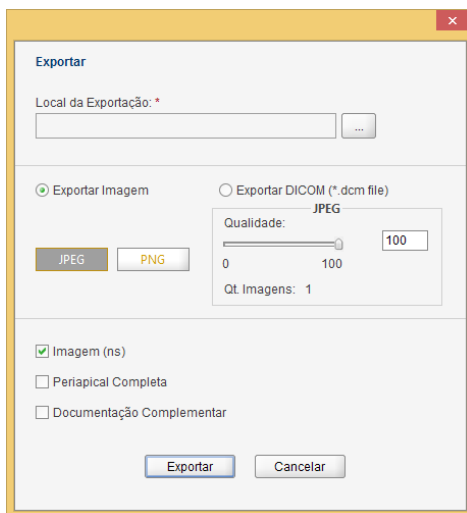 Exportar
Local da Exportação: *
...
Exportar Imagem
Exportar DICOM (*.dcm file)
JPEG
Qualidade:
100
JPEG
PNG
0 100
Qt. Imagens: 1
Imagem (ns)
Periapical Completa
Documentação Complementar
Exportar
Cancelar